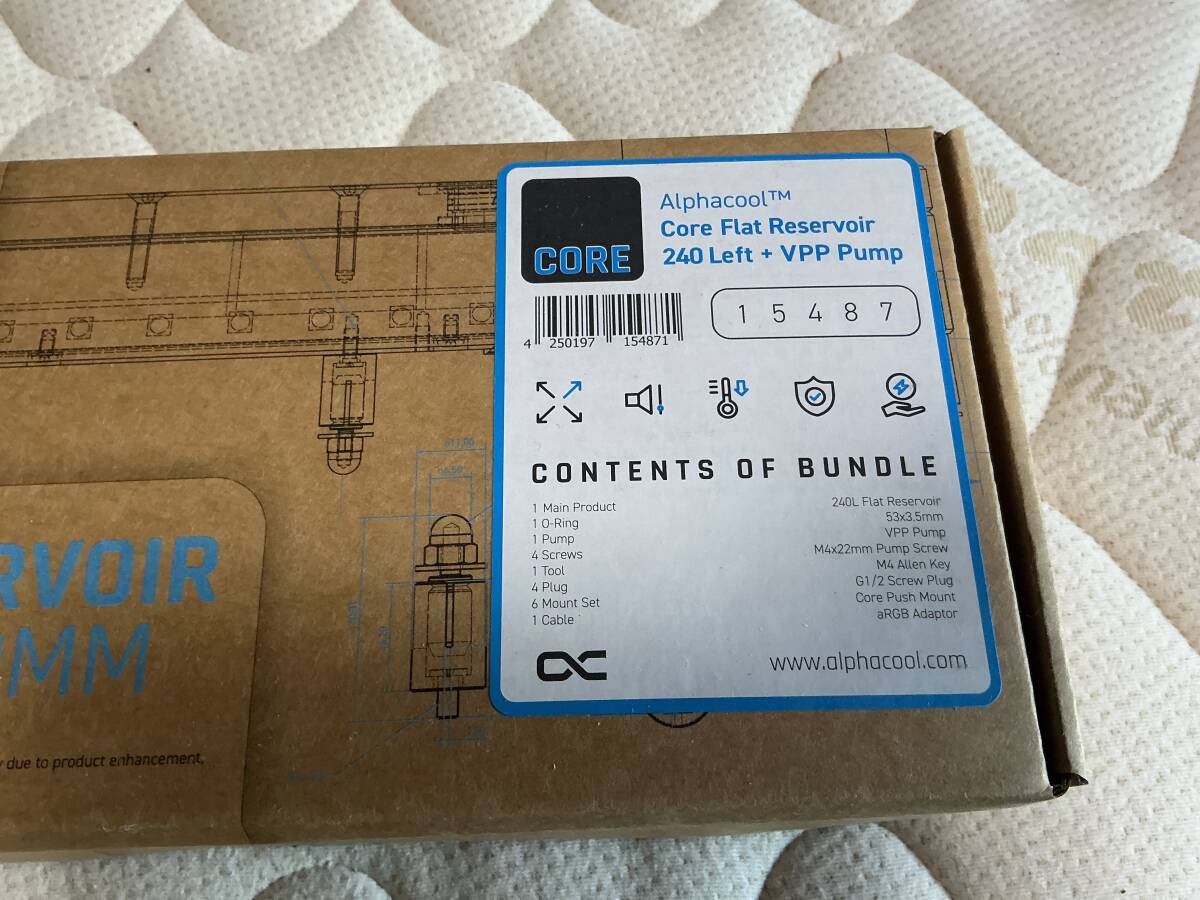 Alphacool™
Core Flat Reservoir
240 Left + VPP Pump
CORE
4 250197 154871
15487
CONTENTS OF BUNDLE
1 Main Product 240L Flat Reservoir
1 O-Ring 53x3.5mm
1 Pump VPP Pump
4 Screws M4x22mm Pump Screw
1 Tool M4 Allen Key
4 Plug G1/2 Screw Plug
6 Mount Set Core Push Mount
1 Cable aRGB Adaptor
www.alphacool.com
RVOIR
MM
due to product enhancement,